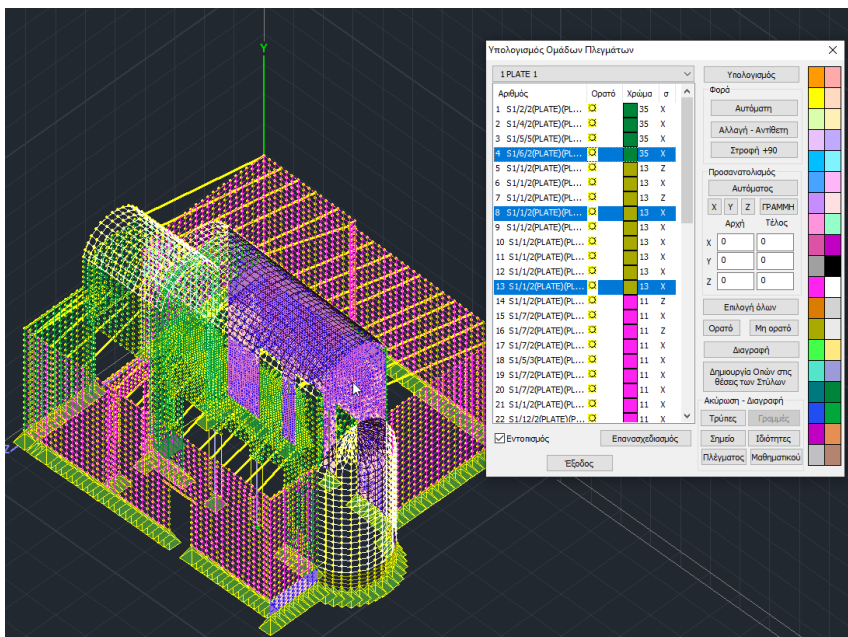 Υπολογισμός Ομάδων Πλεγμάτων
1 PLATE 1
Αριθμός Ορατό Χρώμα σ
1 S1/2/2(PLATE)(PL... 35 X
2 S1/4/2(PLATE)(PL... 35 X
3 S1/5/5(PLATE)(PL... 35 X
4 S1/6/2(PLATE)(PL... 35 X
5 S1/1/2(PLATE)(PL... 13 Z
6 S1/1/2(PLATE)(PL... 13 X
7 S1/1/2(PLATE)(PL... 13 Z
8 S1/1/2(PLATE)(PL... 13 X
9 S1/1/2(PLATE)(PL... 13 X
10 S1/1/2(PLATE)(PL... 13 X
11 S1/1/2(PLATE)(PL... 13 X
12 S1/1/2(PLATE)(PL... 13 X
13 S1/1/2(PLATE)(PL... 13 X
14 S1/1/2(PLATE)(PL... 11 Z
15 S1/7/2(PLATE)(PL... 11 X
16 S1/7/2(PLATE)(PL... 11 Z
17 S1/7/2(PLATE)(PL... 11 X
18 S1/5/3(PLATE)(PL... 11 X
19 S1/7/2(PLATE)(PL... 11 X
20 S1/7/2(PLATE)(PL... 11 X
21 S1/1/2(PLATE)(PL... 11 X
22 S1/12/2(PLATE)(P... 11 X
Εντοπισμός
Επανασχεδιασμός
Έξοδος
Υπολογισμός
Φορά
Αυτόματη
Αλλαγή - Αντίθετη
Στροφή +90
Προσανατολισμός
Αυτόματος
X Y Z ΓΡΑΜΜΗ
Αρχή Τέλος
X 0 0
Y 0 0
Z 0 0
Επιλογή όλων
Ορατό Μη ορατό
Διαγραφή
Δημιουργία Οπών στις
θέσεις των Στύλων
Ακύρωση - Διαγραφή
Τρύπες Γραμμές
Σημείο Ιδιότητες
Πλέγματος Μαθηματικού
Y
Z